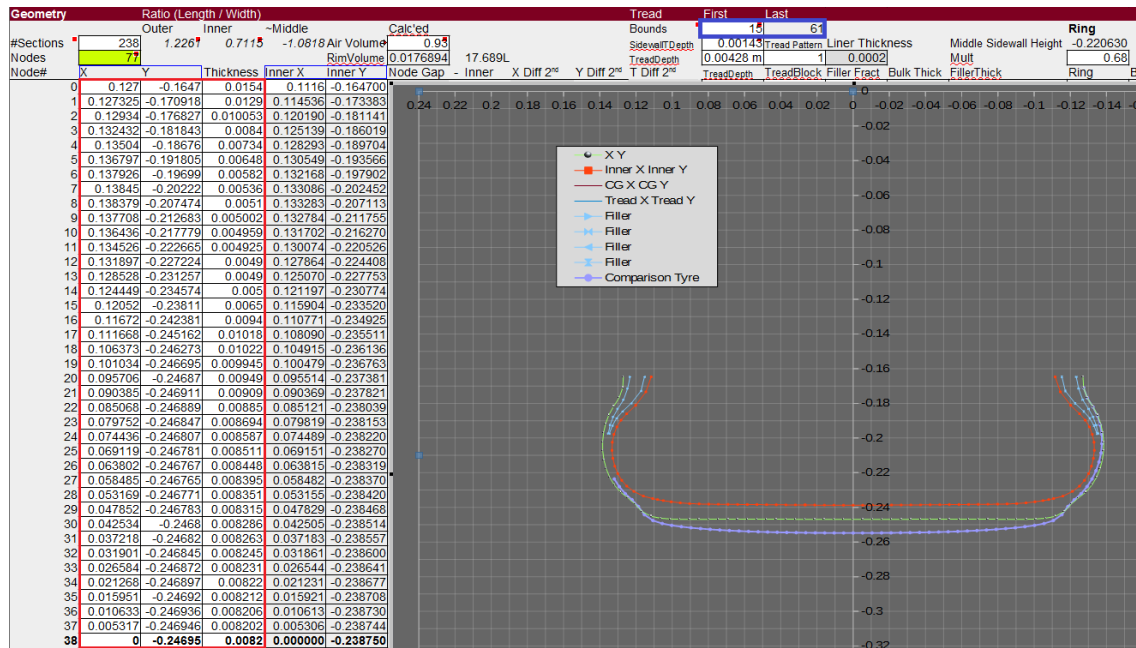 Geometry Ratio (Length / Width) Tread First Last
Outer Inner ~Middle Calc'ed Bounds 15 61 Ring
#Sections 238 1.2261 0.7115 -1.0818 Air Volume 0.93 SidewallTDepth 0.00143 Tread Pattern Liner Thickness Middle Sidewall Height -0.220630
Nodes 77 RimVolume 0.0176894 17.689L TreadDepth 0.00428 m 1 0.0002 Mult 0.68
Node# X Y Thickness Inner X Inner Y Node Gap - Inner X Diff 2nd Y Diff 2nd T Diff 2nd TreadDepth TreadBlock Filler Fract Bulk Thick FillerThick Ring
0 0.127 -0.1647 0.0154 0.1116 -0.164700
1 0.127325 -0.170918 0.0129 0.114536 -0.173383
2 0.12934 -0.176827 0.010053 0.120190 -0.181141
3 0.132432 -0.181843 0.0084 0.125139 -0.186019
4 0.13504 -0.18676 0.00734 0.128293 -0.189704
5 0.136797 -0.191805 0.00648 0.130549 -0.193566
6 0.137926 -0.19699 0.00582 0.132168 -0.197902
7 0.13845 -0.20222 0.00536 0.133086 -0.202452
8 0.138379 -0.207474 0.0051 0.133283 -0.207113
9 0.137708 -0.212683 0.005002 0.132784 -0.211755
10 0.136436 -0.217779 0.004959 0.131702 -0.216270
11 0.134526 -0.222665 0.004925 0.130074 -0.220526
12 0.131897 -0.227224 0.0049 0.127864 -0.224408
13 0.128528 -0.231257 0.0049 0.125070 -0.227753
14 0.124449 -0.234574 0.005 0.121197 -0.230774
15 0.12052 -0.23811 0.0065 0.115904 -0.233520
16 0.11672 -0.242381 0.0094 0.110771 -0.234925
17 0.111668 -0.245162 0.01018 0.108090 -0.235511
18 0.106373 -0.246273 0.01022 0.104915 -0.236136
19 0.101034 -0.246695 0.009945 0.100479 -0.236763
20 0.095706 -0.24687 0.00949 0.095514 -0.237381
21 0.090385 -0.246911 0.00909 0.090369 -0.237821
22 0.085068 -0.246889 0.00885 0.085121 -0.238039
23 0.079752 -0.246847 0.008694 0.079819 -0.238153
24 0.074436 -0.246807 0.008587 0.074489 -0.238220
25 0.069119 -0.246781 0.008511 0.069151 -0.238270
26 0.063802 -0.246767 0.008448 0.063815 -0.238319
27 0.058485 -0.246765 0.008395 0.058482 -0.238370
28 0.053169 -0.246771 0.008351 0.053155 -0.238420
29 0.047852 -0.246783 0.008315 0.047829 -0.238468
30 0.042534 -0.2468 0.008286 0.042505 -0.238514
31 0.037218 -0.24682 0.008263 0.037183 -0.238557
32 0.031901 -0.246845 0.008245 0.031861 -0.238600
33 0.026584 -0.246872 0.008231 0.026544 -0.238641
34 0.021268 -0.246897 0.00822 0.021231 -0.238677
35 0.015951 -0.24692 0.008212 0.015921 -0.238708
36 0.010633 -0.246936 0.008206 0.010613 -0.238730
37 0.005317 -0.246946 0.008202 0.005306 -0.238744
38 0 -0.24695 0.0082 0.000000 -0.238750
0
0.24 0.22 0.2 0.18 0.16 0.14 0.12 0.1 0.08 0.06 0.04 0.02 0 -0.02 -0.04 -0.06 -0.08 -0.1 -0.12 -0.14
-0.02
-0.04
-0.06
-0.08
-0.1
-0.12
-0.14
-0.16
-0.18
-0.2
-0.22
-0.24
-0.26
-0.28
-0.3
-0.32
X Y
Inner X Inner Y
CG X CG Y
Tread X Tread Y
Filler
Filler
Filler
Filler
Comparison Tyre